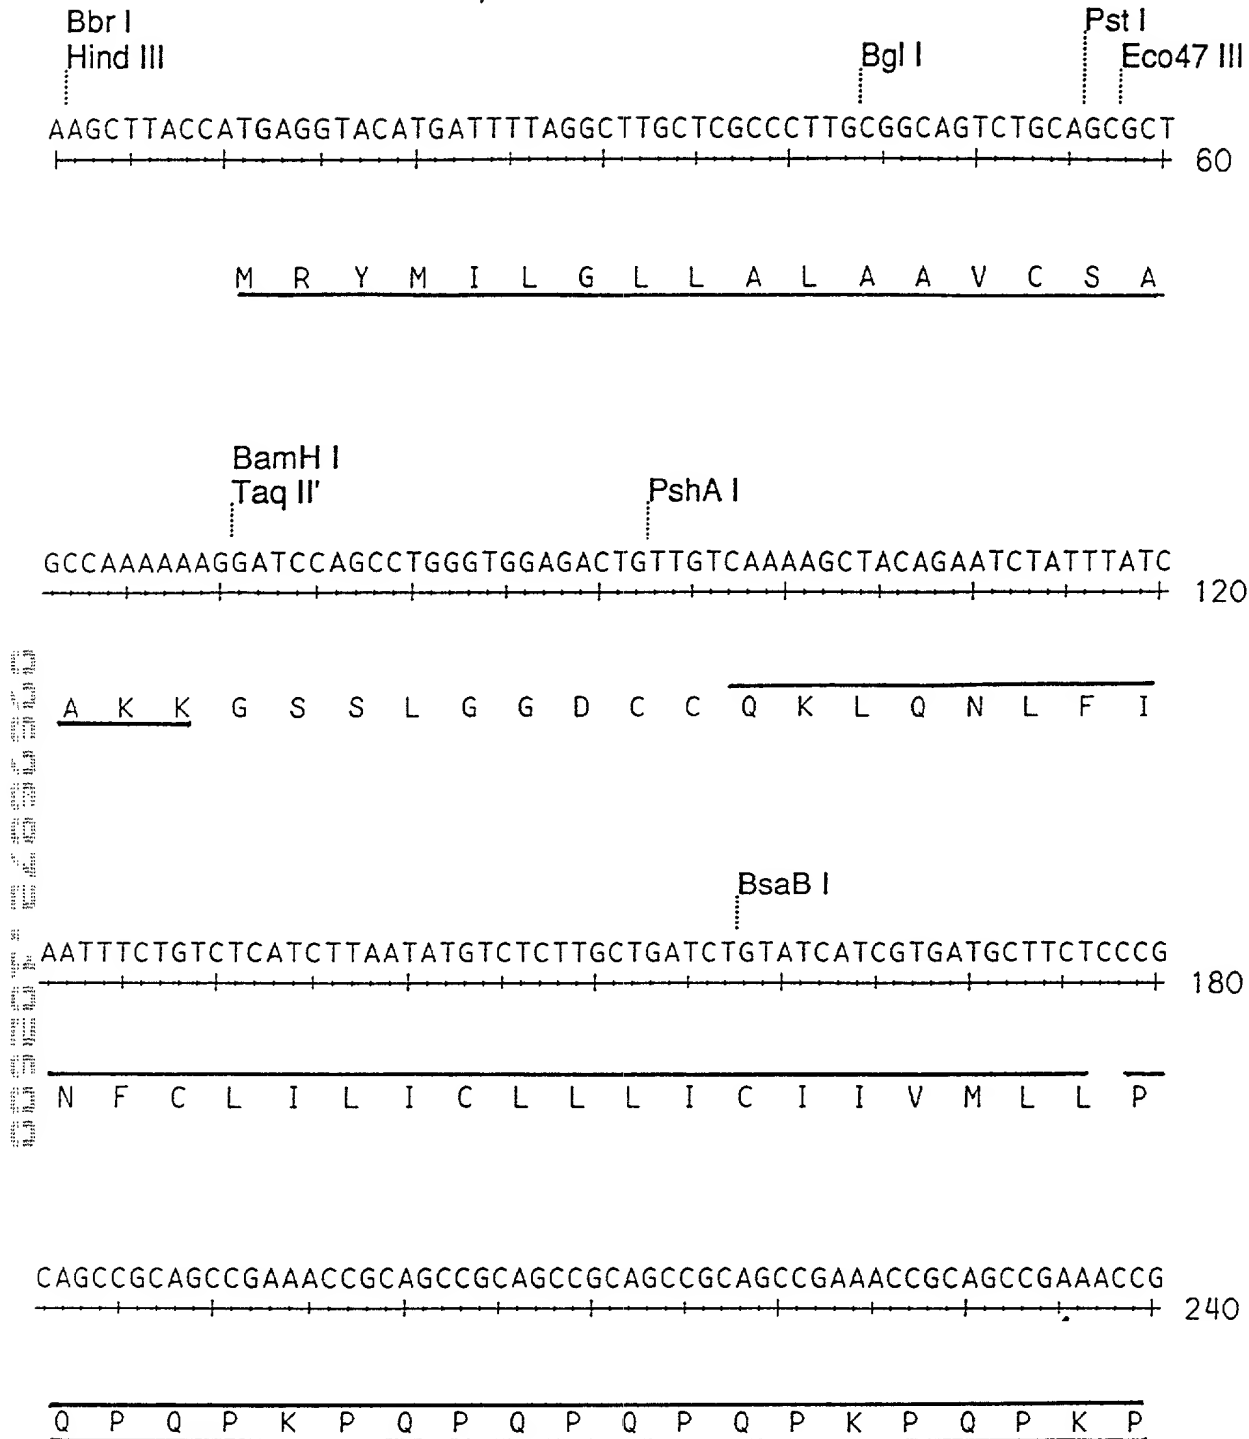 Bbr I
Hind III
Bgl I
Pst I
Eco47 III
AAGCTTACCATGAGGTACATGATTTTAGGCTTGCTCGCCCTTGCGGCAGTCTGCAGCGCT
60
M R Y M I L G L L A L A A V C S A
BamH I
Taq II'
PshA I
GCCAAAAAAGGATCCAGCCTGGGTGGAGACTGTTGTCAAAAGCTACAGAATCTATTTATC
120
A K K G S S L G G D C C Q K L Q N L F I
BsaB I
AATTTCTGTCTCATCTTAATATGTCTCTTGCTGATCTGTATCATCGTGATGCTTCTCCCG
180
N F C L I L I C L L L I C I I V M L L P
CAGCCGCAGCCGAAACCGCAGCCGCAGCCGCAGCCGCAGCCGAAACCGCAGCCGAAACCG
240
Q P Q P K P Q P Q P Q P Q P K P Q P K P